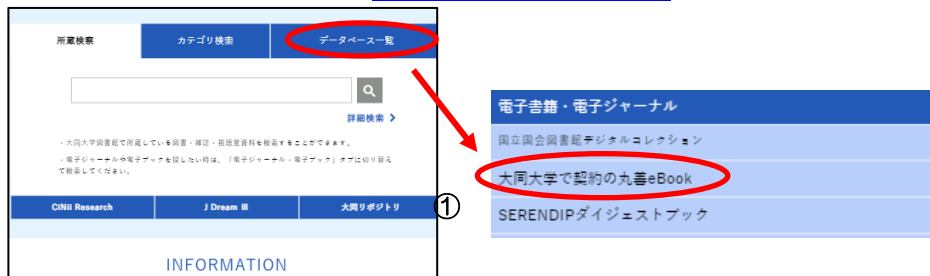 所蔵検索
カテゴリ検索
データベース一覧
詳細検索 >
・大同大学図書館で所蔵している図書・雑誌・視聴覚資料を検索することができます。
・電子ジャーナルや電子ブックを探したい時は、「電子ジャーナル・電子ブック」タブに切り替え
て検索してください。
CiNii Research
J Dream III
大同リポジトリ
①
INFORMATION
電子書籍・電子ジャーナル
国立国会図書館デジタルコレクション
大同大学で契約の丸善eBook
SERENDIPダイジェストブック